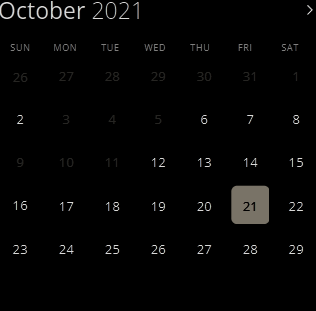 October 2021
SUN MON TUE WED THU FRI SAT
26 27 28 29 30 31 1
2 3 4 5 6 7 8
9 10 11 12 13 14 15
16 17 18 19 20 21 22
23 24 25 26 27 28 29